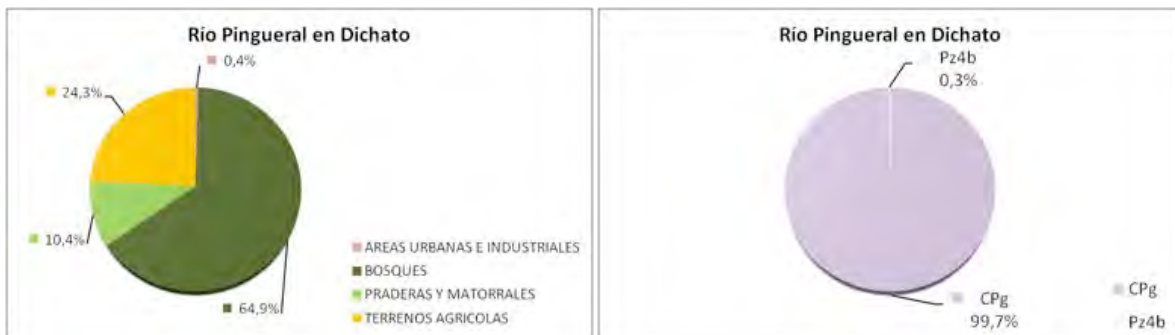 Río Pingueral en Dichato
0,4%
24,3%
10,4%
64,9%
AREAS URBANAS E INDUSTRIALES
BOSQUES
PRADERAS Y MATORRALES
TERRENOS AGRICOLAS
Río Pingueral en Dichato
Pz4b
0,3%
CPg
99,7%
CPg
Pz4b